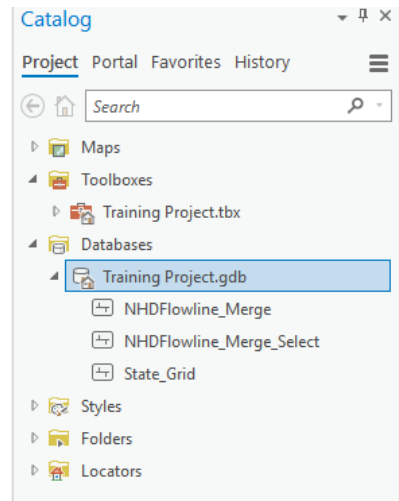 Catalog
Project Portal Favorites History
Search
Maps
Toolboxes
Training Project.tbx
Databases
Training Project.gdb
NHDFlowline_Merge
NHDFlowline_Merge_Select
State_Grid
Styles
Folders
Locators